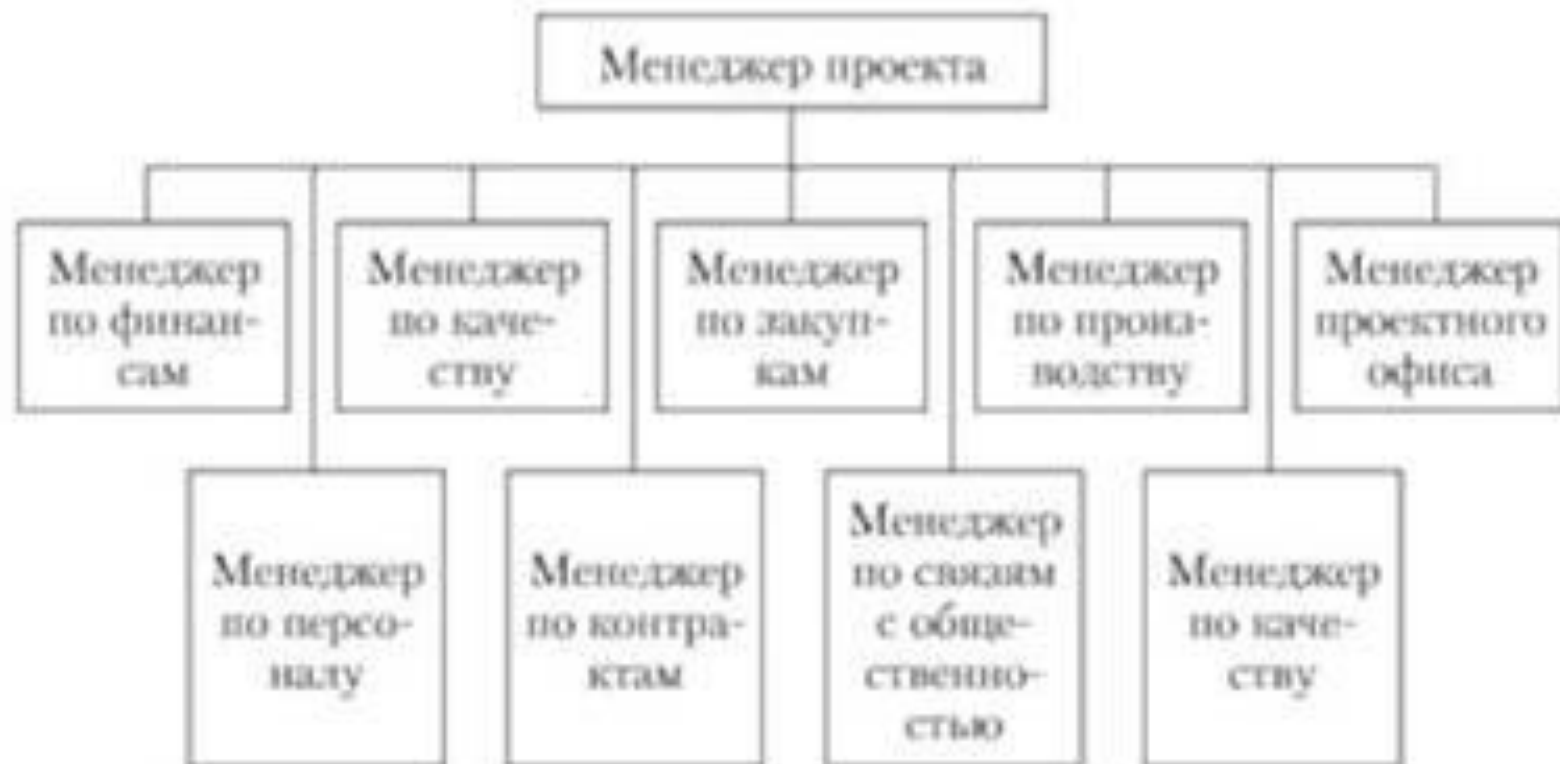 Менеджер проекта
Менеджер
по финан-
сам
Менеджер
по каче-
ству
Менеджер
по закуп-
кам
Менеджер
по произ-
водству
Менеджер
проектного
офиса
Менеджер
по персо-
налу
Менеджер
по контра-
ктам
Менеджер
по связям
с обще-
ственно-
стью
Менеджер
по каче-
ству